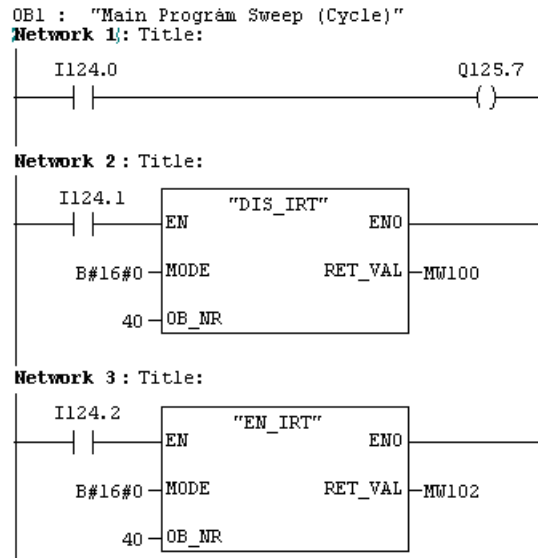 OB1 : "Main Program Sweep (Cycle)"
Network 1: Title:
I124.0 Q125.7
Network 2: Title:
I124.1
"DIS_IRT"
EN ENO
B#16#0 MODE RET_VAL MW100
40 OB_NR
Network 3: Title:
I124.2
"EN_IRT"
EN ENO
B#16#0 MODE RET_VAL MW102
40 OB_NR